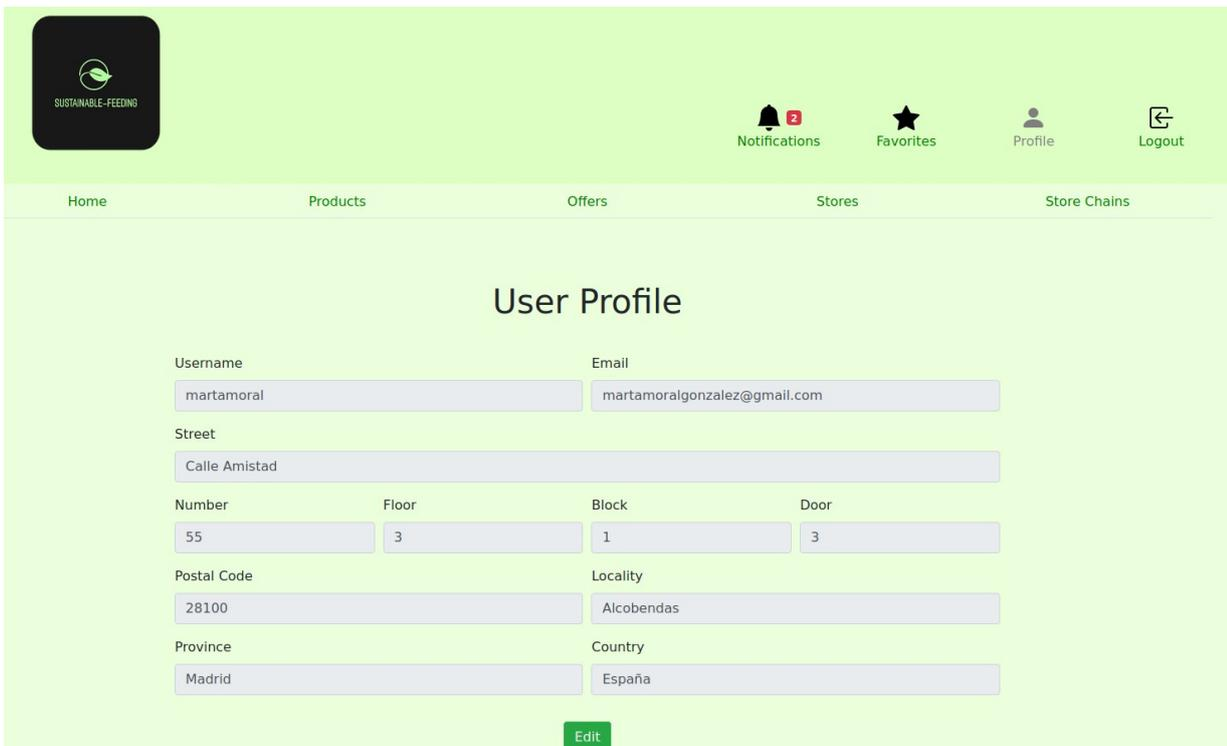 SUSTAINABLE-FEEDING
2
Notifications Favorites Profile Logout
Home Products Offers Stores Store Chains
User Profile
Username Email
martamoral martamoralgonzalez@gmail.com
Street
Calle Amistad
Number Floor Block Door
55 3 1 3
Postal Code Locality
28100 Alcobendas
Province Country
Madrid España
Edit